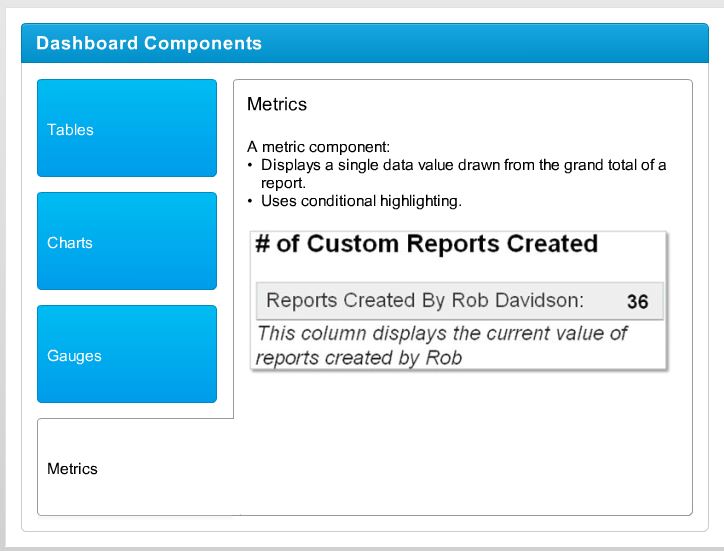 Dashboard Components
Tables
Charts
Gauges
Metrics
Metrics
A metric component:
• Displays a single data value drawn from the grand total of a
report.
• Uses conditional highlighting.
# of Custom Reports Created
Reports Created By Rob Davidson: 36
This column displays the current value of
reports created by Rob